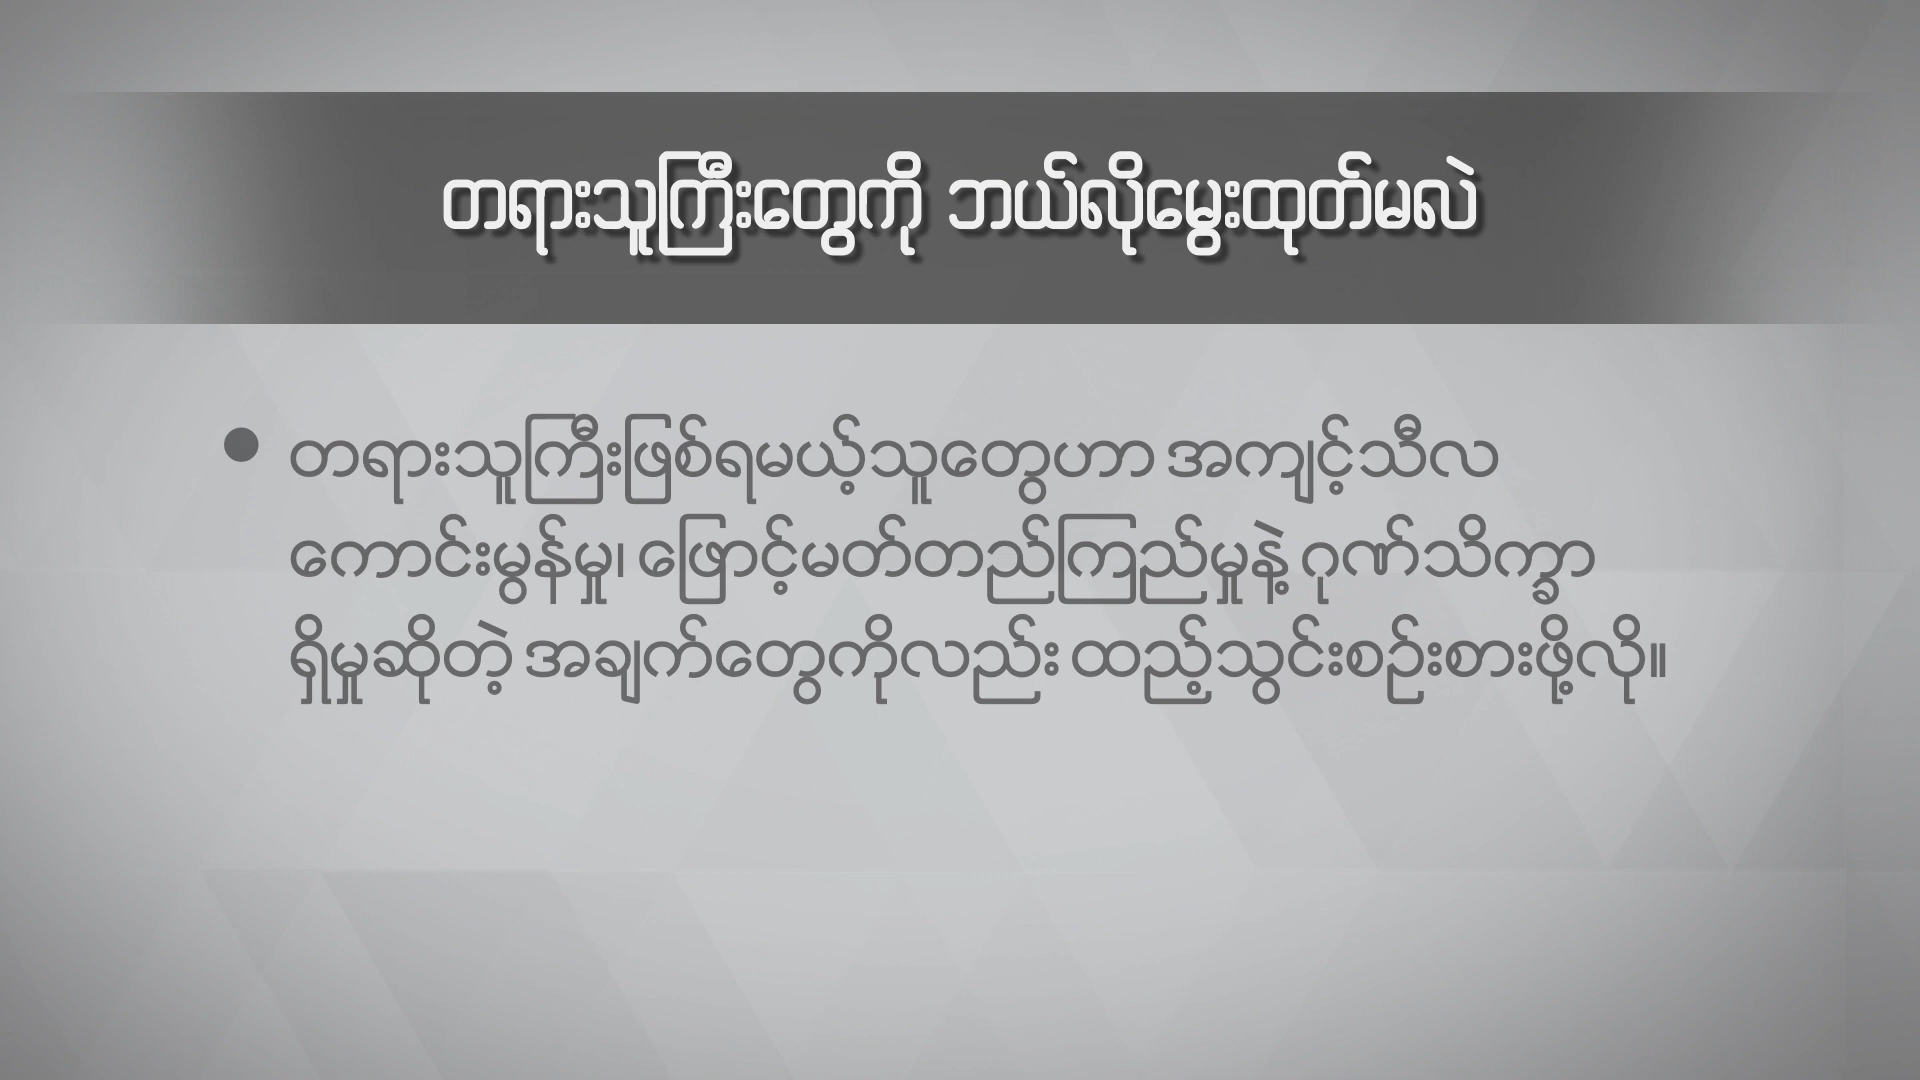 တရားသူကြီးတွေကို ဘယ်လိုမွေးထုတ်မလဲ
တရားသူကြီးဖြစ်ရမယ့်သူတွေဟာ အကျင့်သီလ
ကောင်းမွန်မှု၊ ဖြောင့်မတ်တည်ကြည်မှုနဲ့ ဂုဏ်သိက္ခာ
ရှိမှုဆိုတဲ့ အချက်တွေကိုလည်း ထည့်သွင်းစဉ်းစားဖို့လို။